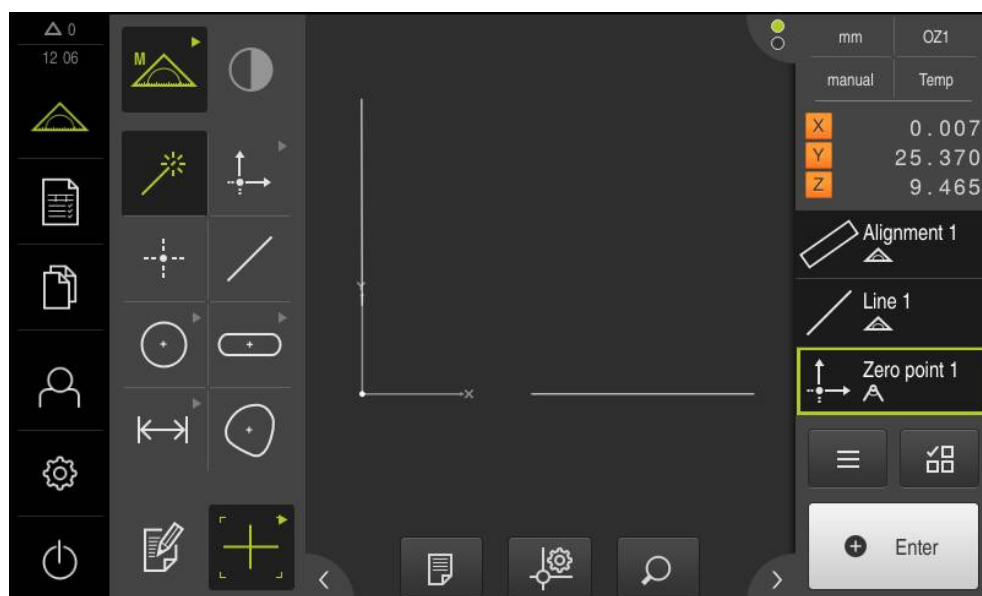 0
12 06
M
Y
X
mm
OZ1
manual
Temp
X 0.007
Y 25.370
Z 9.465
Alignment 1
Line 1
Zero point 1
Enter